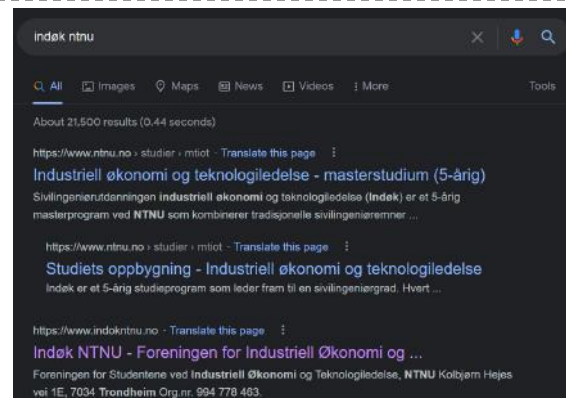 indøk ntnu
All Images Maps News Videos More Tools
About 21,500 results (0.44 seconds)
https://www.ntnu.no › studier › mtiot - Translate this page
Industriell økonomi og teknologiledelse - masterstudium (5-årig)
Sivilingeniørutdanningen industriell økonomi og teknologiledelse (Indøk) er et 5-årig
masterprogram ved NTNU som kombinerer tradisjonelle sivilingeniøremner ...
https://www.ntnu.no › studier › mtiot - Translate this page
Studiets oppbygning - Industriell økonomi og teknologiledelse
Indøk er et 5-årig studieprogram som leder fram til en sivilingeniørgrad. Hvert ...
https://www.indokntnu.no - Translate this page
Indøk NTNU - Foreningen for Industriell Økonomi og ...
Foreningen for Studentene ved Industriell Økonomi og Teknologiledelse, NTNU Kolbjørn Hejes
vei 1E, 7034 Trondheim Org.nr. 994 778 463.